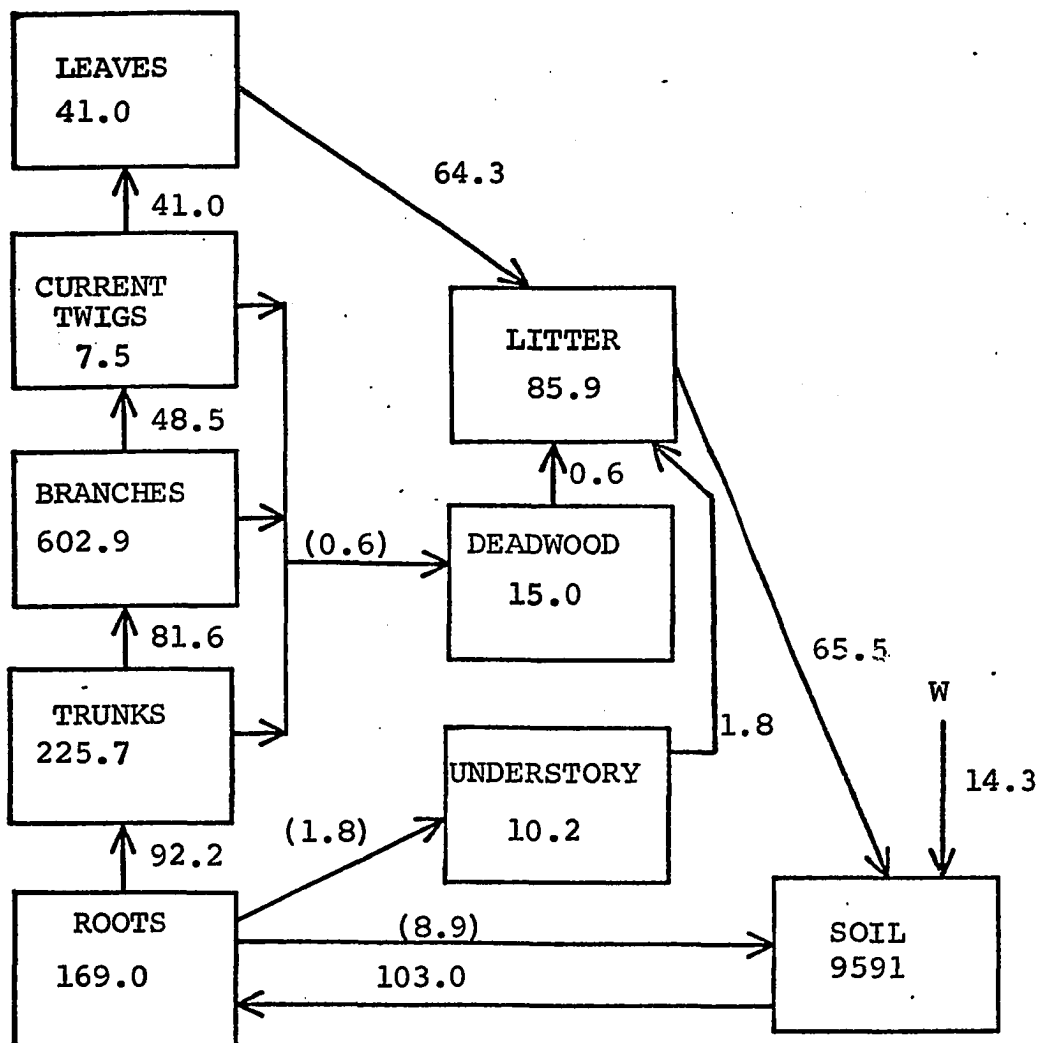 LEAVES
41.0
64.3
41.0
CURRENT
TWIGS
7.5
LITTER
85.9
48.5
BRANCHES
602.9
(0.6)
0.6
DEADWOOD
15.0
81.6
65.5
TRUNKS
225.7
W
14.3
1.8
UNDERSTORY
10.2
(1.8)
92.2
ROOTS
169.0
(8.9)
103.0
SOIL
9591